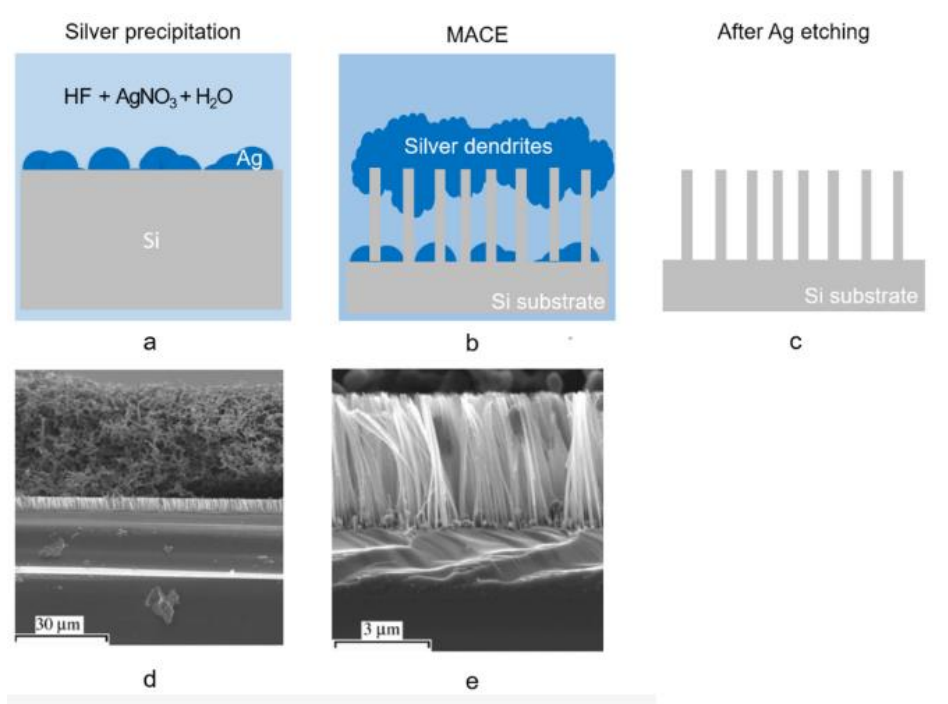 Silver precipitation
MACE
After Ag etching
HF + AgNO₃ + H₂O
Ag
Si
Silver dendrites
Si substrate
Si substrate
a
b
c
30 μm
3 μm
d
e